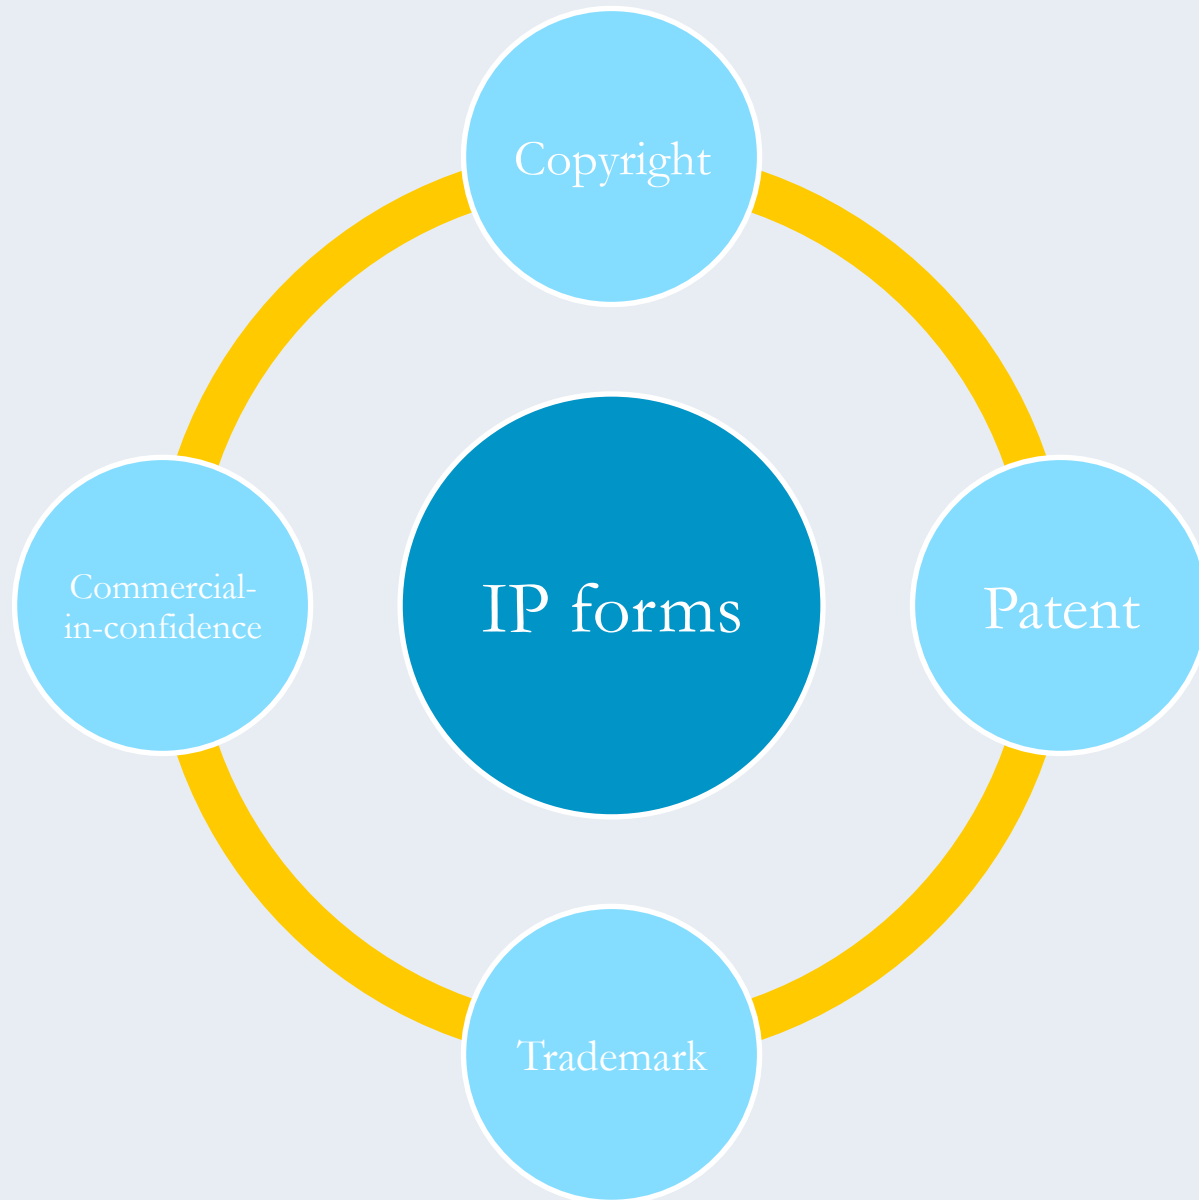 Copyright
Commercial-
in-confidence
IP forms
Patent
Trademark